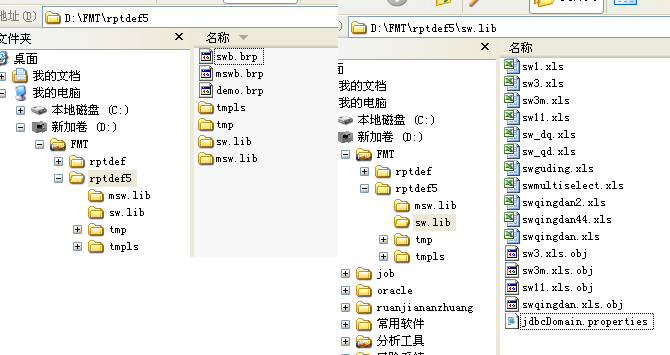 地址(D) D:\FMT\rptdef5
文件夹
桌面
我的文档
我的电脑
本地磁盘 (C:)
新加卷 (D:)
FMT
rptdef
rptdef5
msw.lib
sw.lib
tmp
tmpls
名称
swb.brp
mswb.brp
demo.brp
tmpls
tmp
sw.lib
msw.lib
D:\FMT\rptdef5\sw.lib
面
我的文档
我的电脑
本地磁盘 (C:)
新加卷 (D:)
FMT
rptdef
rptdef5
msw.lib
sw.lib
tmp
tmpls
job
oracle
ruanjiananzhuang
常用软件
分析工具
名称
sw1.xls
sw3.xls
sw3m.xls
sw11.xls
sw_dq.xls
sw_qd.xls
swguding.xls
swmultiselect.xls
swqingdan2.xls
swqingdan44.xls
swqingdan.xls
sw3.xls.obj
sw3m.xls.obj
sw11.xls.obj
swqingdan.xls.obj
jdbcDomain.properties